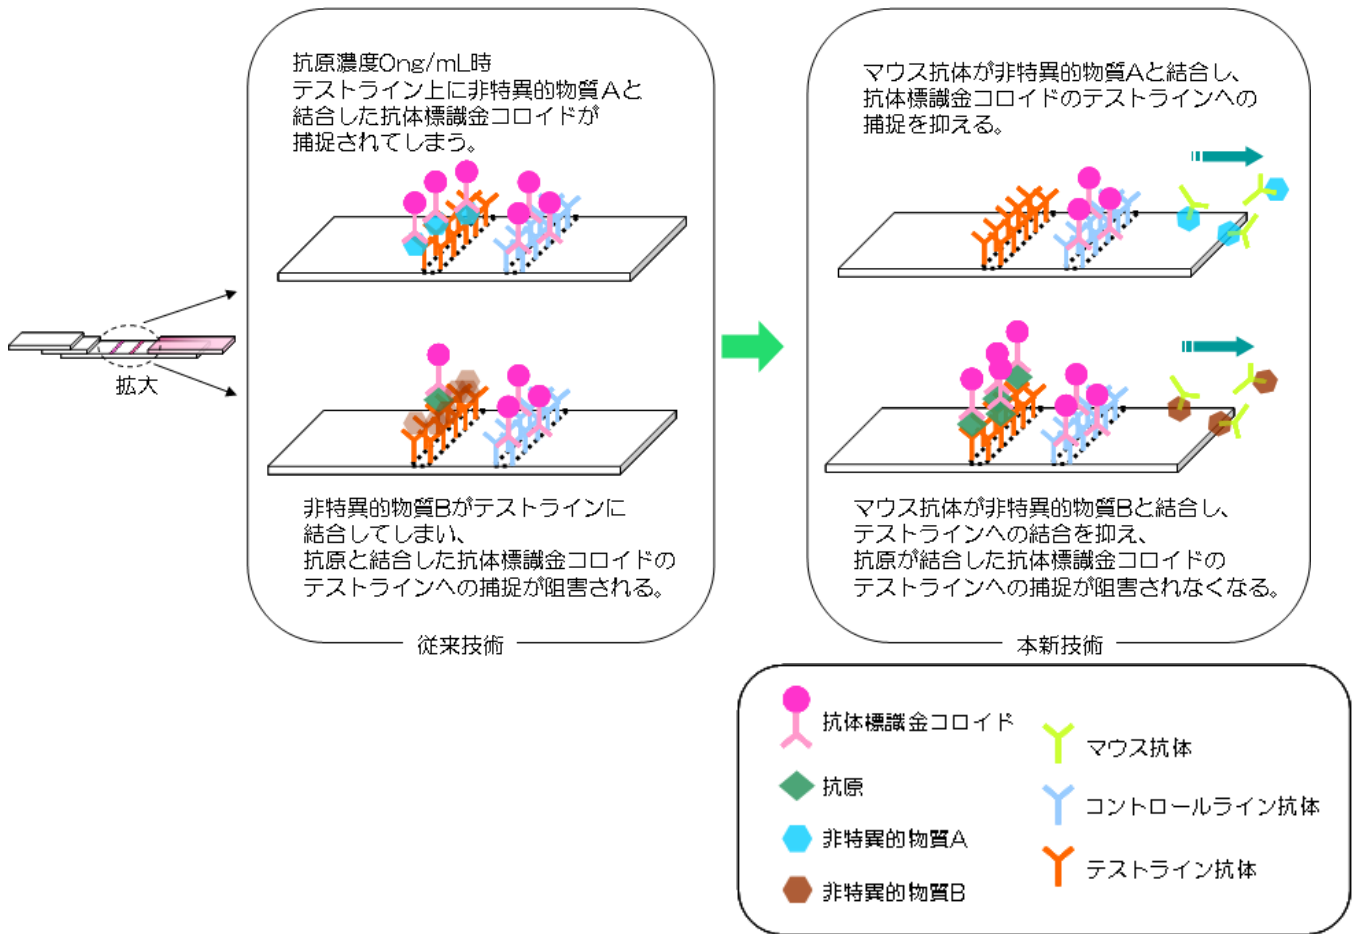 抗原濃度0ng/mL時
テストライン上に非特異的物質Aと
結合した抗体標識金コロイドが
捕捉されてしまう。
拡大
非特異的物質Bがテストラインに
結合してしまい、
抗原と結合した抗体標識金コロイドの
テストラインへの捕捉が阻害される。
従来技術
マウス抗体が非特異的物質Aと結合し、
抗体標識金コロイドのテストラインへの
捕捉を抑える。
マウス抗体が非特異的物質Bと結合し、
テストラインへの結合を抑え、
抗原が結合した抗体標識金コロイドの
テストラインへの捕捉が阻害されなくなる。
本新技術
抗体標識金コロイド
抗原
非特異的物質A
非特異的物質B
マウス抗体
コントロールライン抗体
テストライン抗体